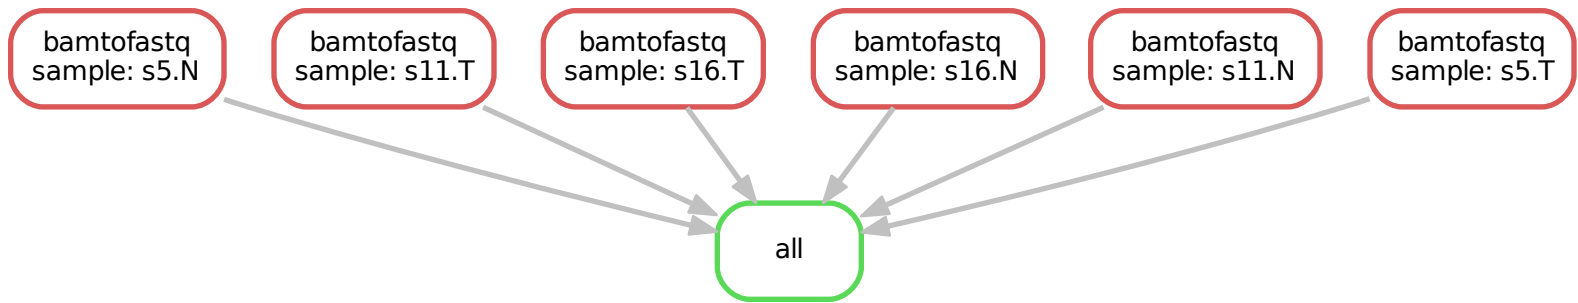 bamtofastq
sample: s5.N
bamtofastq
sample: s11.T
bamtofastq
sample: s16.T
bamtofastq
sample: s16.N
bamtofastq
sample: s11.N
bamtofastq
sample: s5.T
all